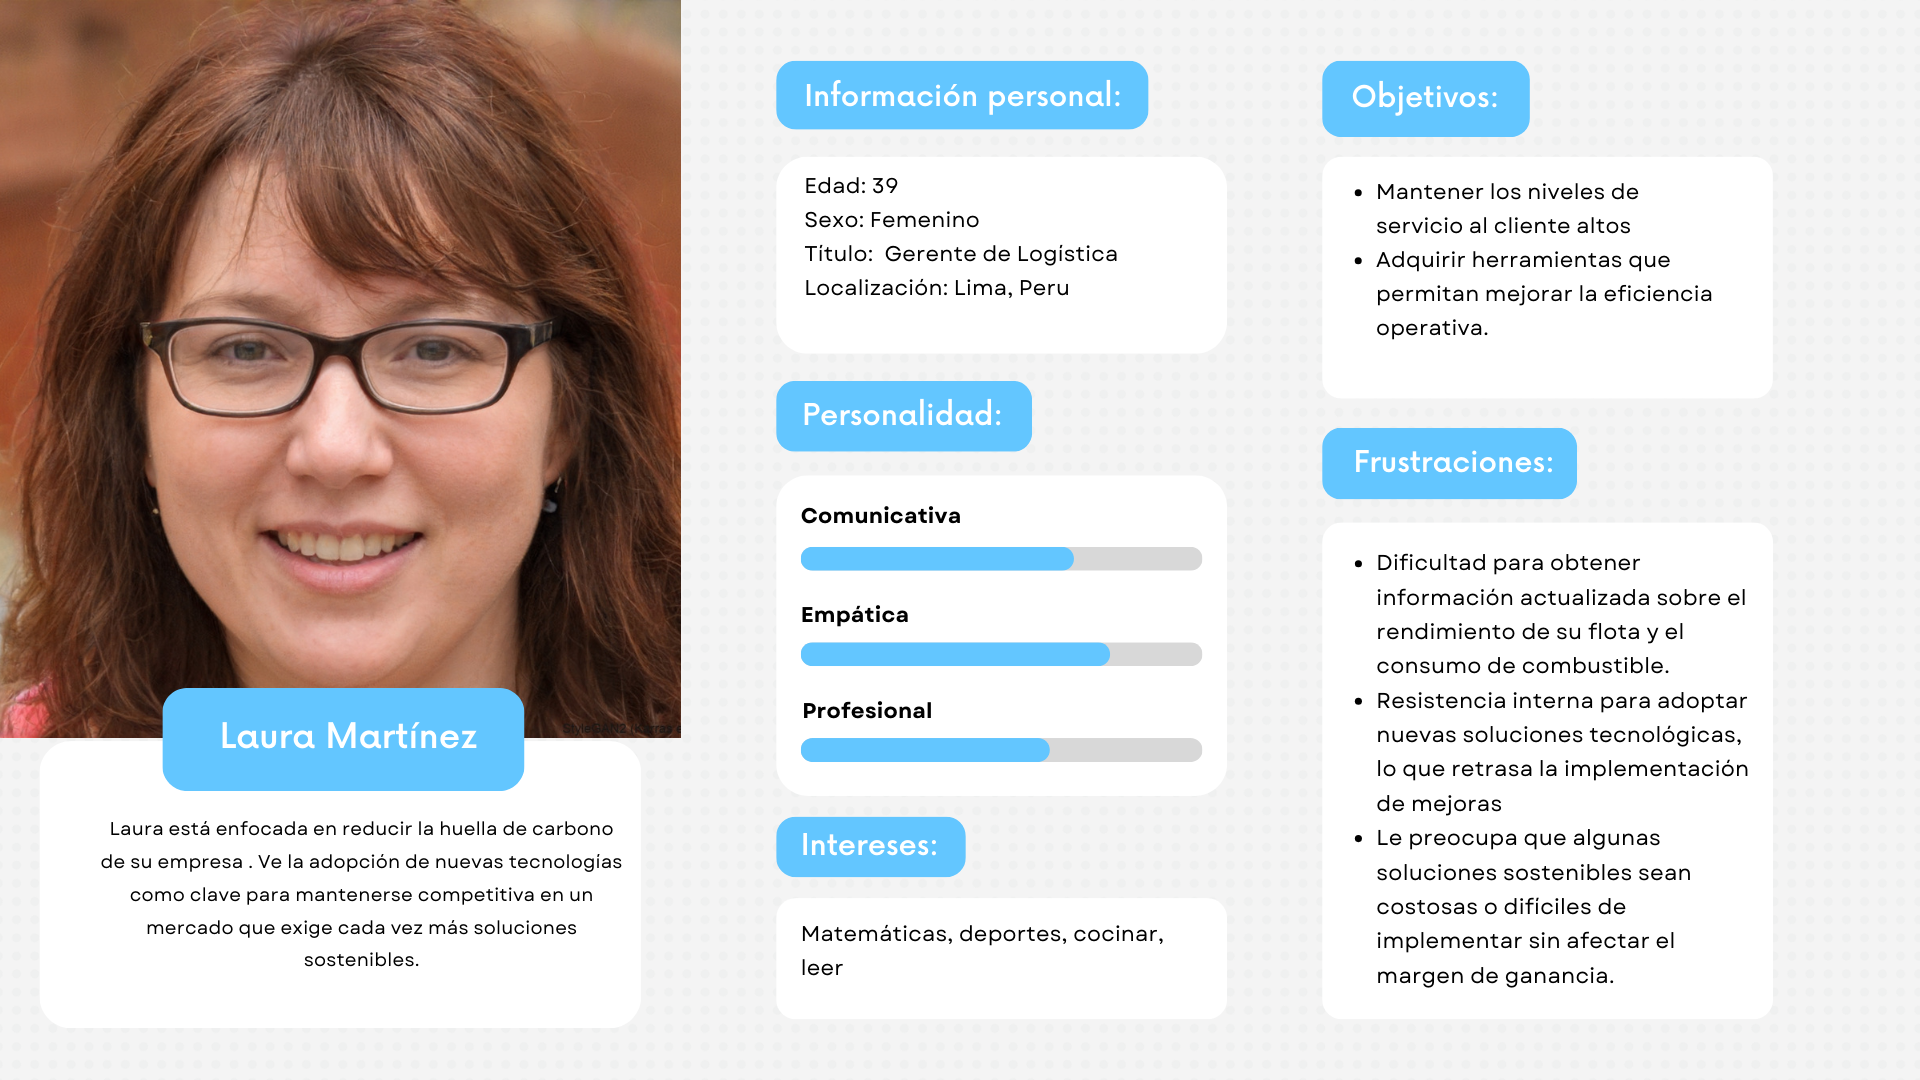 Laura Martínez
Laura está enfocada en reducir la huella de carbono
de su empresa . Ve la adopción de nuevas tecnologías
como clave para mantenerse competitiva en un
mercado que exige cada vez más soluciones
sostenibles.
Información personal:
Edad: 39
Sexo: Femenino
Título:  Gerente de Logística
Localización: Lima, Peru
Personalidad:
Comunicativa
Empática
Profesional
Intereses:
Matemáticas, deportes, cocinar,
leer
Objetivos:
• Mantener los niveles de
servicio al cliente altos
• Adquirir herramientas que
permitan mejorar la eficiencia
operativa.
Frustraciones:
• Dificultad para obtener
información actualizada sobre el
rendimiento de su flota y el
consumo de combustible.
• Resistencia interna para adoptar
nuevas soluciones tecnológicas,
lo que retrasa la implementación
de mejoras
• Le preocupa que algunas
soluciones sostenibles sean
costosas o difíciles de
implementar sin afectar el
margen de ganancia.